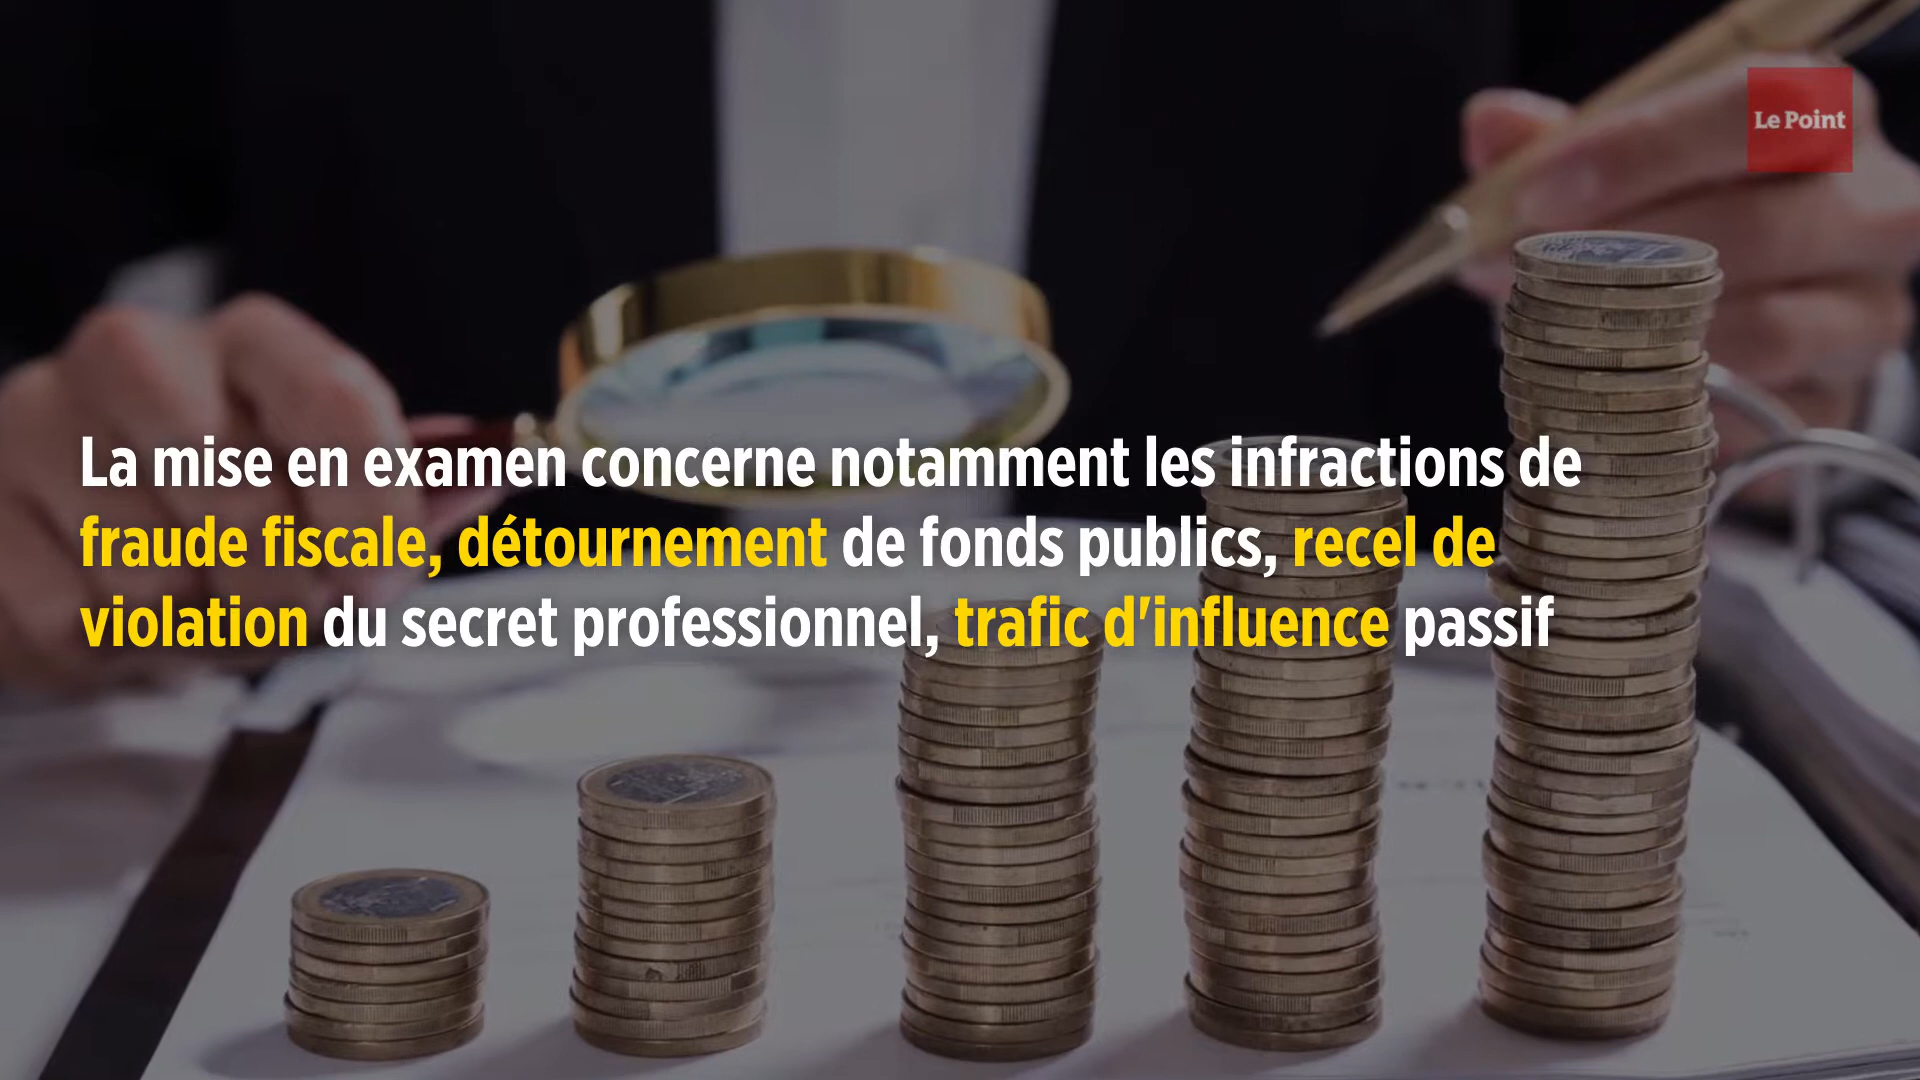 Le Point
La mise en examen concerne notamment les infractions de
fraude fiscale, détournement de fonds publics, recel de
violation du secret professionnel, trafic d'influence passif